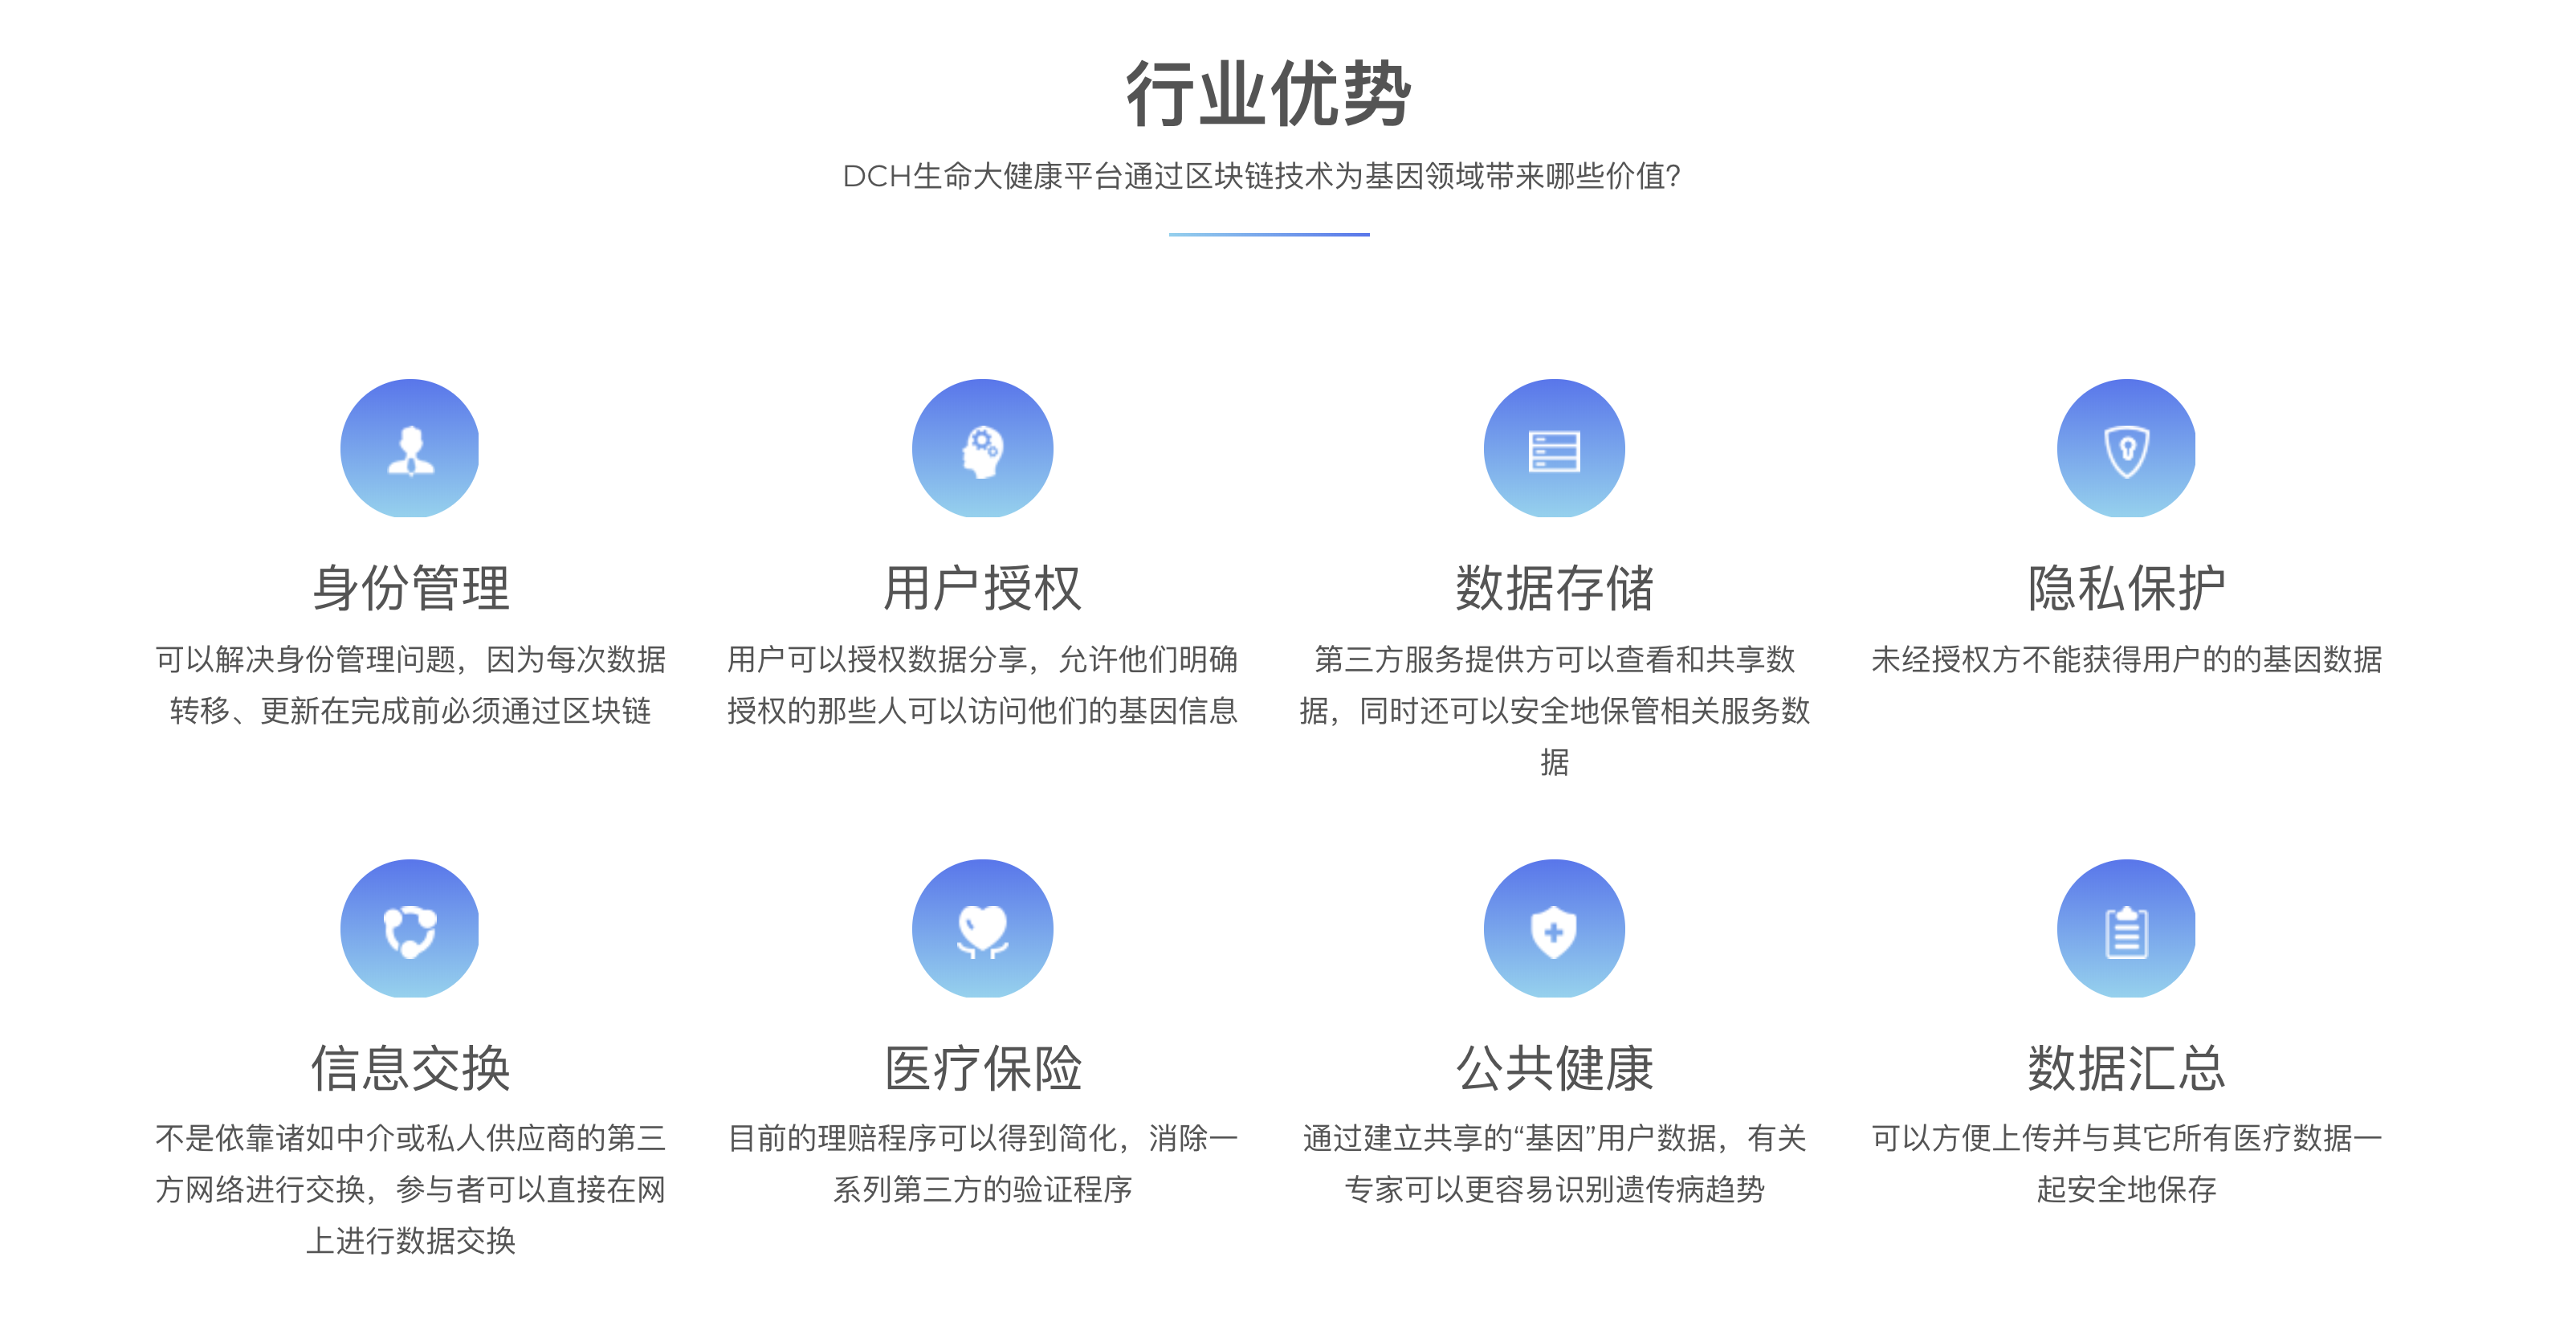 行业优势
DCH生命大健康平台通过区块链技术为基因领域带来哪些价值?
身份管理
可以解决身份管理问题，因为每次数据
转移、更新在完成前必须通过区块链
用户授权
用户可以授权数据分享，允许他们明确
授权的那些人可以访问他们的基因信息
数据存储
第三方服务提供方可以查看和共享数
据，同时还可以安全地保管相关服务数
据
隐私保护
未经授权方不能获得用户的的基因数据
信息交换
不是依靠诸如中介或私人供应商的第三
方网络进行交换，参与者可以直接在网
上进行数据交换
医疗保险
目前的理赔程序可以得到简化，消除一
系列第三方的验证程序
公共健康
通过建立共享的“基因”用户数据，有关
专家可以更容易识别遗传病趋势
数据汇总
可以方便上传并与其它所有医疗数据一
起安全地保存